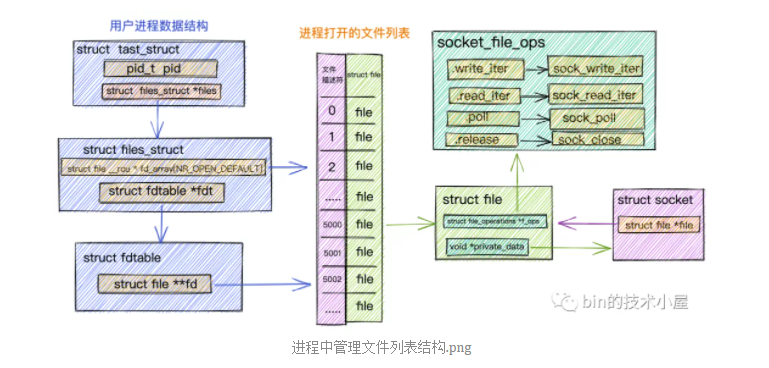 用户进程数据结构
struct tast_struct
pid_t pid
struct files_struct *files
struct files_struct
struct file __rcu * fd_array[NR_OPEN_DEFAULT]
struct fdtable *fdt
struct fdtable
struct file **fd
进程打开的文件列表
文件
描述符
struct file
0
file
1
file
2
file
.....
file
5000
file
5001
file
5002
file
.....
file
socket_file_ops
.write_iter
sock_write_iter
.read_iter
sock_read_iter
.poll
sock_poll
.release
sock_close
struct file
struct file_operations *f_ops
void *private_data
struct socket
struct file *file
bin的技术小屋
进程中管理文件列表结构.png